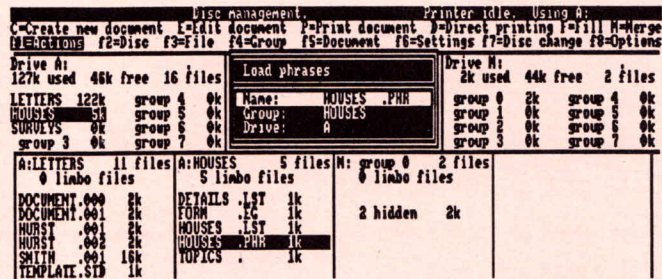 Disc management. Printer idle. Using A:
C=Create new document E=Edit document P=Print document D=Direct printing F=Fill M=Merge
f1=Actions f2=Disc f3=File f4=Group f5=Document f6=Settings f7=Disc change f8=Options
Drive A:
127k used 46k free 16 files
LETTERS 122k group 4 0k
HOUSES 5k group 5 0k
SURVEYS 0k group 6 0k
group 3 0k group 7 0k
Load phrases
Name: HOUSES .PHR
Group: HOUSES
Drive: A
Drive M:
2k used 44k free 2 files
group 0 2k group 4 0k
group 1 0k group 5 0k
group 2 0k group 6 0k
group 3 0k group 7 0k
A:LETTERS 11 files
0 limbo files
DOCUMENT.000 2k
DOCUMENT.001 2k
HURST .001 2k
HURST .002 2k
SMITH .001 16k
TEMPLATE.STD 1k
A:HOUSES 5 files
5 limbo files
DETAILS .LST 1k
FORM .EG 1k
HOUSES .LST 1k
HOUSES .PHR 1k
TOPICS . 1k
M: group 0 2 files
0 limbo files
2 hidden 2k